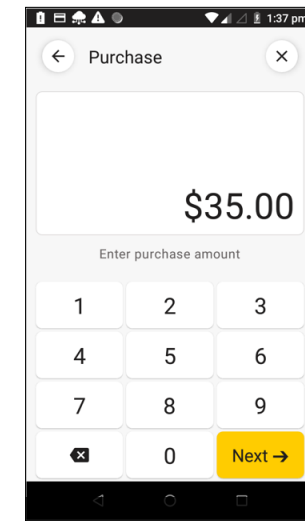 1:37 pm
Purchase
$35.00
Enter purchase amount
1 2 3
4 5 6
7 8 9
0 Next →